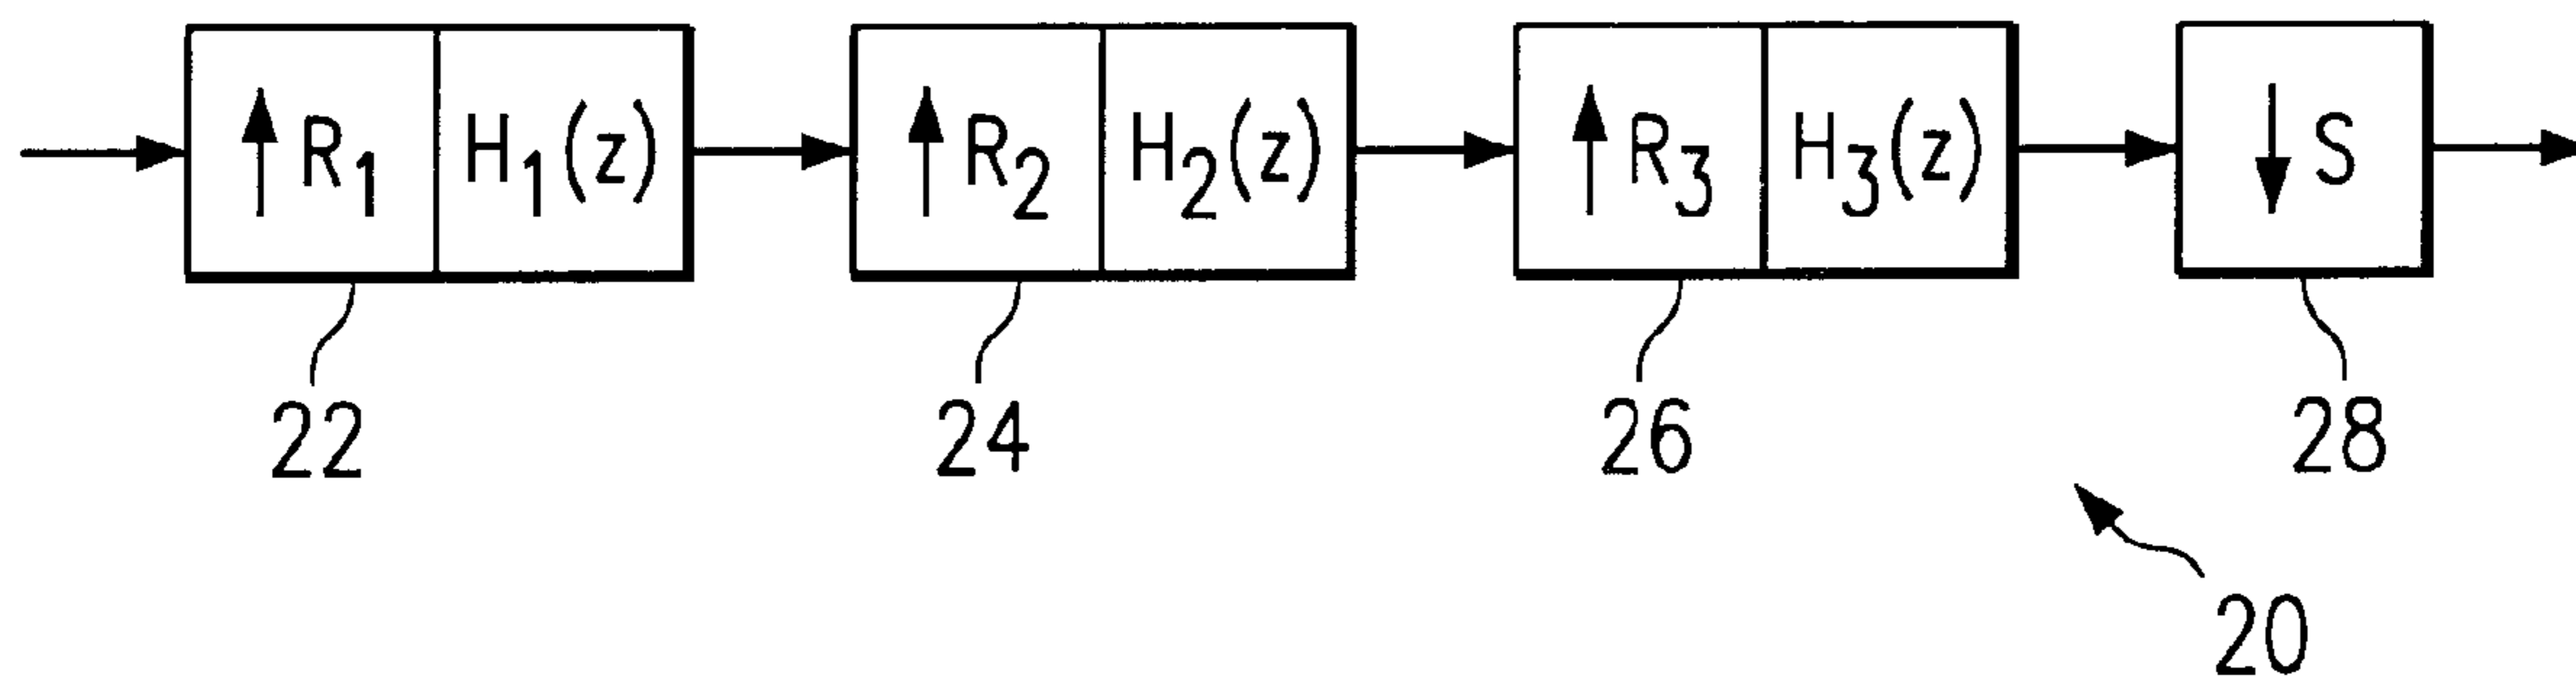 ↑ R₁ H₁(z) ↑ R₂ H₂(z) ↑ R₃ H₃(z) ↓ S
22 24 26 28
20